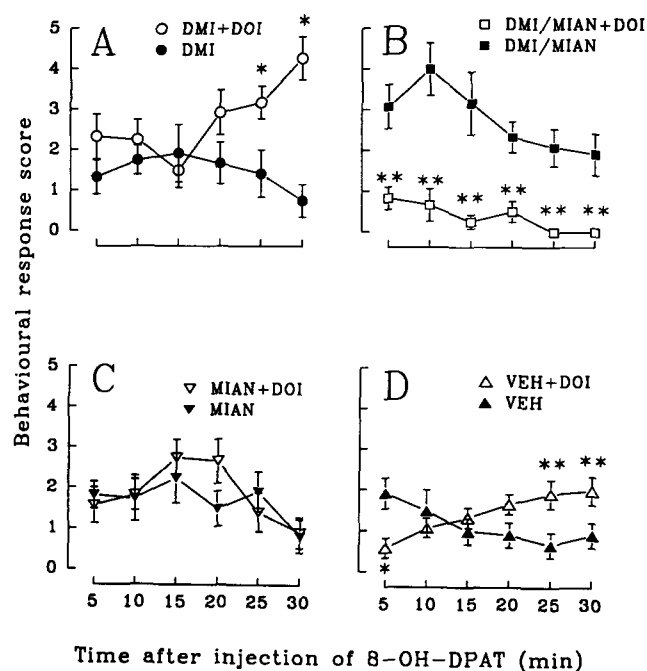 A
DMI+DOI
DMI
*
*
B
DMI/MIAN+DOI
DMI/MIAN
** ** ** ** ** **
5
4
3
2
1
0
Behavioural response score
C
MIAN+DOI
MIAN
D
VEH+DOI
VEH
** **
*
5
4
3
2
1
0
5 10 15 20 25 30
5 10 15 20 25 30
Time after injection of 8-OH-DPAT (min)